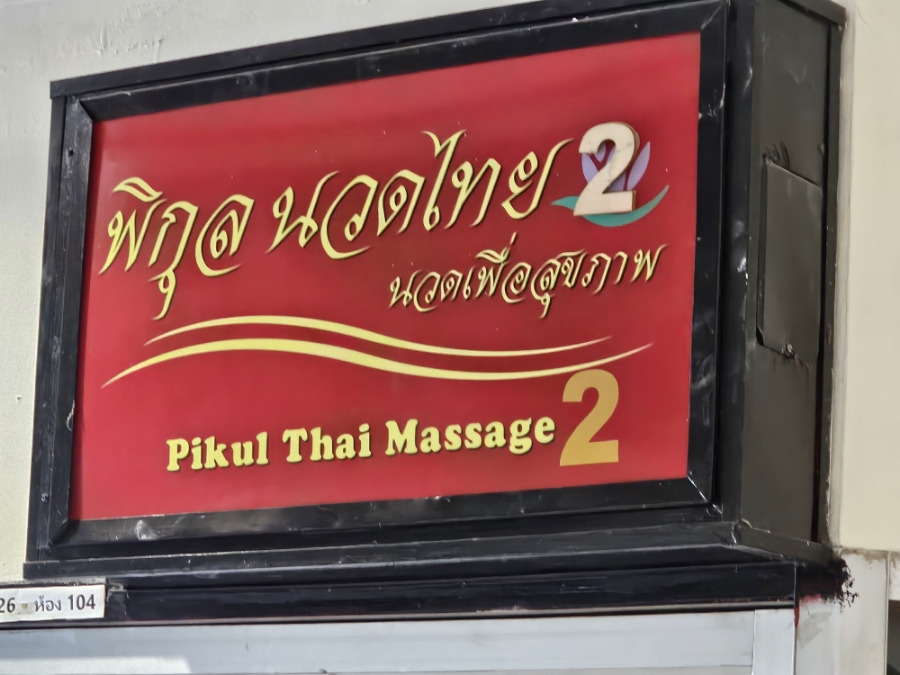 พิกุล นวดไทย 2
นวดเพื่อสุขภาพ
Pikul Thai Massage 2
26 - ห้อง 104